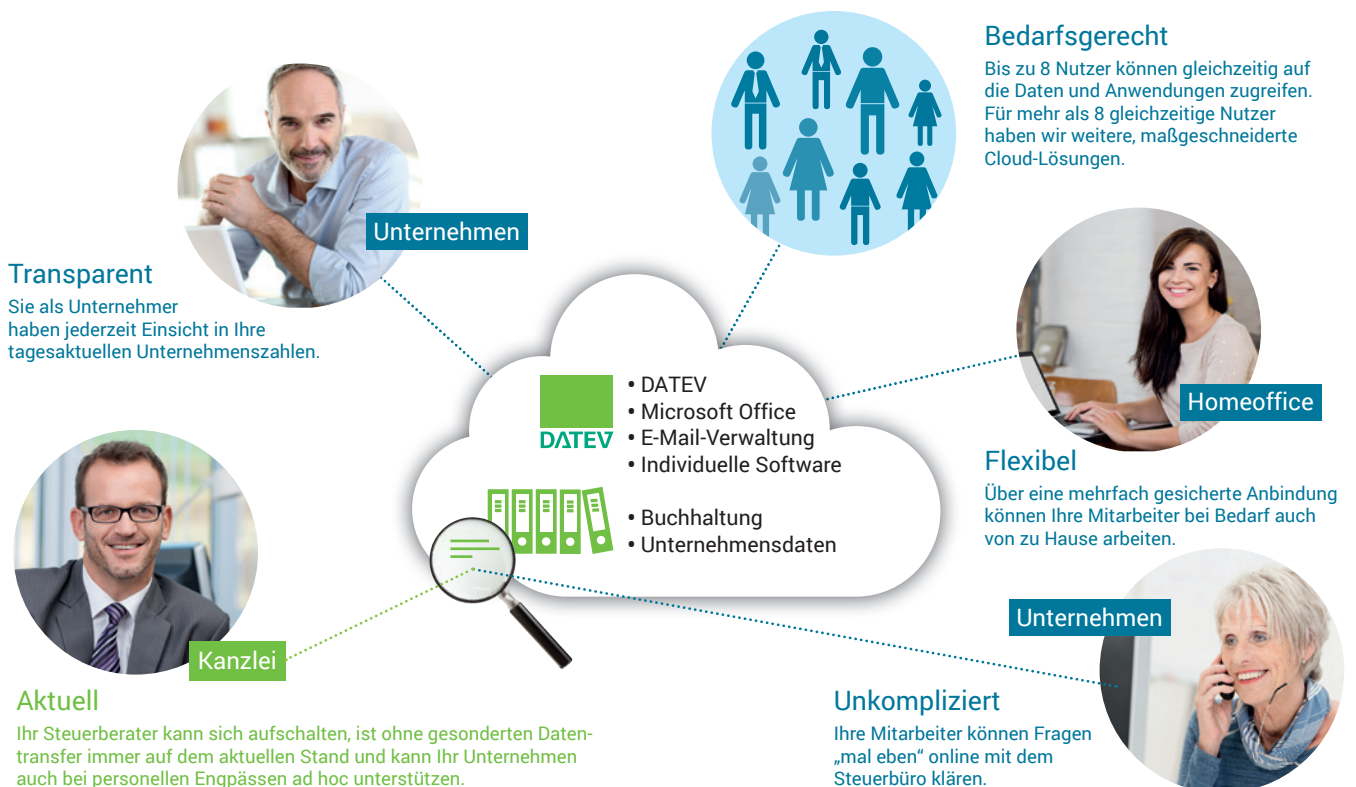 Bedarfsgerecht
Bis zu 8 Nutzer können gleichzeitig auf
die Daten und Anwendungen zugreifen.
Für mehr als 8 gleichzeitige Nutzer
haben wir weitere, maßgeschneiderte
Cloud-Lösungen.
Unternehmen
Transparent
Sie als Unternehmer
haben jederzeit Einsicht in Ihre
tagesaktuellen Unternehmenszahlen.
DATEV
• DATEV
• Microsoft Office
• E-Mail-Verwaltung
• Individuelle Software
• Buchhaltung
• Unternehmensdaten
Homeoffice
Flexibel
Über eine mehrfach gesicherte Anbindung
können Ihre Mitarbeiter bei Bedarf auch
von zu Hause arbeiten.
Kanzlei
Aktuell
Ihr Steuerberater kann sich aufschalten, ist ohne gesonderten Daten-
transfer immer auf dem aktuellen Stand und kann Ihr Unternehmen
auch bei personellen Engpässen ad hoc unterstützen.
Unternehmen
Unkompliziert
Ihre Mitarbeiter können Fragen
„mal eben“ online mit dem
Steuerbüro klären.